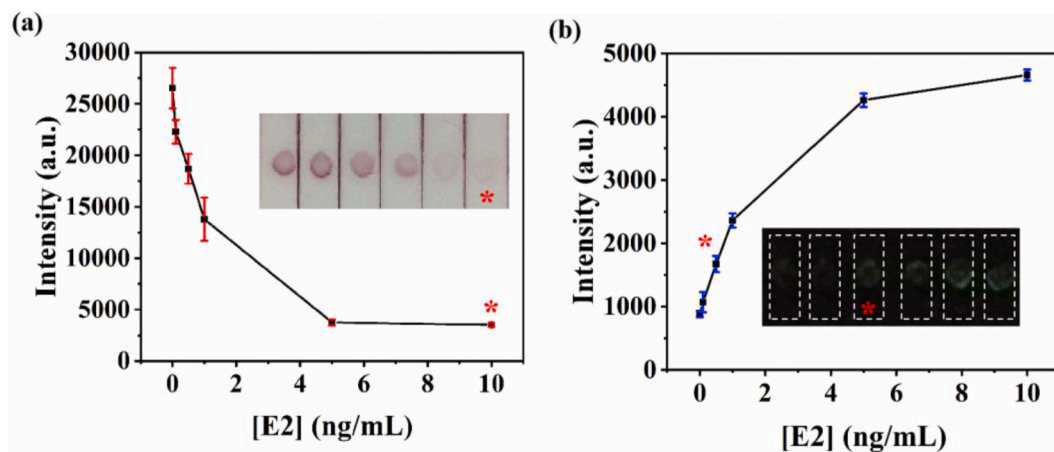 (a)
30000
25000
20000
15000
10000
5000
0
Intensity (a.u.)
*
*
0 2 4 6 8 10
[E2] (ng/mL)
(b)
5000
4000
3000
2000
1000
0
Intensity (a.u.)
*
*
0 2 4 6 8 10
[E2] (ng/mL)